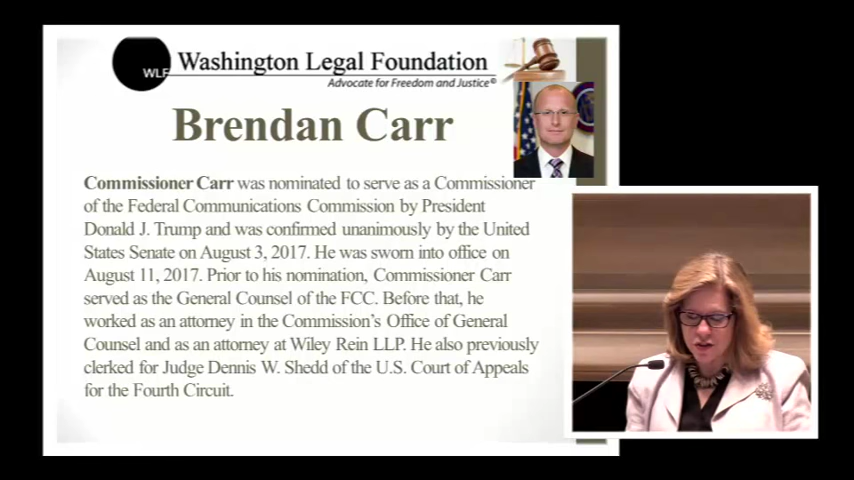 WLF
Washington Legal Foundation
Advocate for Freedom and Justice®
Brendan Carr
Commissioner Carr was nominated to serve as a Commissioner
of the Federal Communications Commission by President
Donald J. Trump and was confirmed unanimously by the United
States Senate on August 3, 2017. He was sworn into office on
August 11, 2017. Prior to his nomination, Commissioner Carr
served as the General Counsel of the FCC. Before that, he
worked as an attorney in the Commission's Office of General
Counsel and as an attorney at Wiley Rein LLP. He also previously
clerked for Judge Dennis W. Shedd of the U.S. Court of Appeals
for the Fourth Circuit.